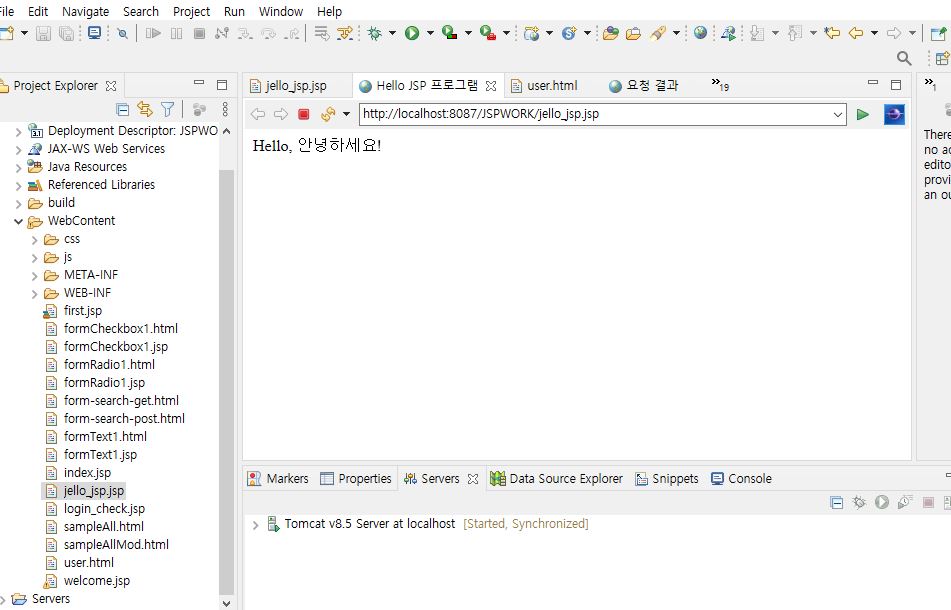 File Edit Navigate Search Project Run Window Help
Project Explorer
jello_jsp.jsp Hello JSP 프로그램 user.html 요청 결과 »19 »1
http://localhost:8087/JSPWORK/jello_jsp.jsp
Hello, 안녕하세요!
Deployment Descriptor: JSPWO
JAX-WS Web Services
Java Resources
Referenced Libraries
build
WebContent
css
js
META-INF
WEB-INF
first.jsp
formCheckbox1.html
formCheckbox1.jsp
formRadio1.html
formRadio1.jsp
form-search-get.html
form-search-post.html
formText1.html
formText1.jsp
index.jsp
jello_jsp.jsp
login_check.jsp
sampleAll.html
sampleAllMod.html
user.html
welcome.jsp
Servers
There
no ac
edito
provi
an ou
Markers Properties Servers Data Source Explorer Snippets Console
Tomcat v8.5 Server at localhost [Started, Synchronized]